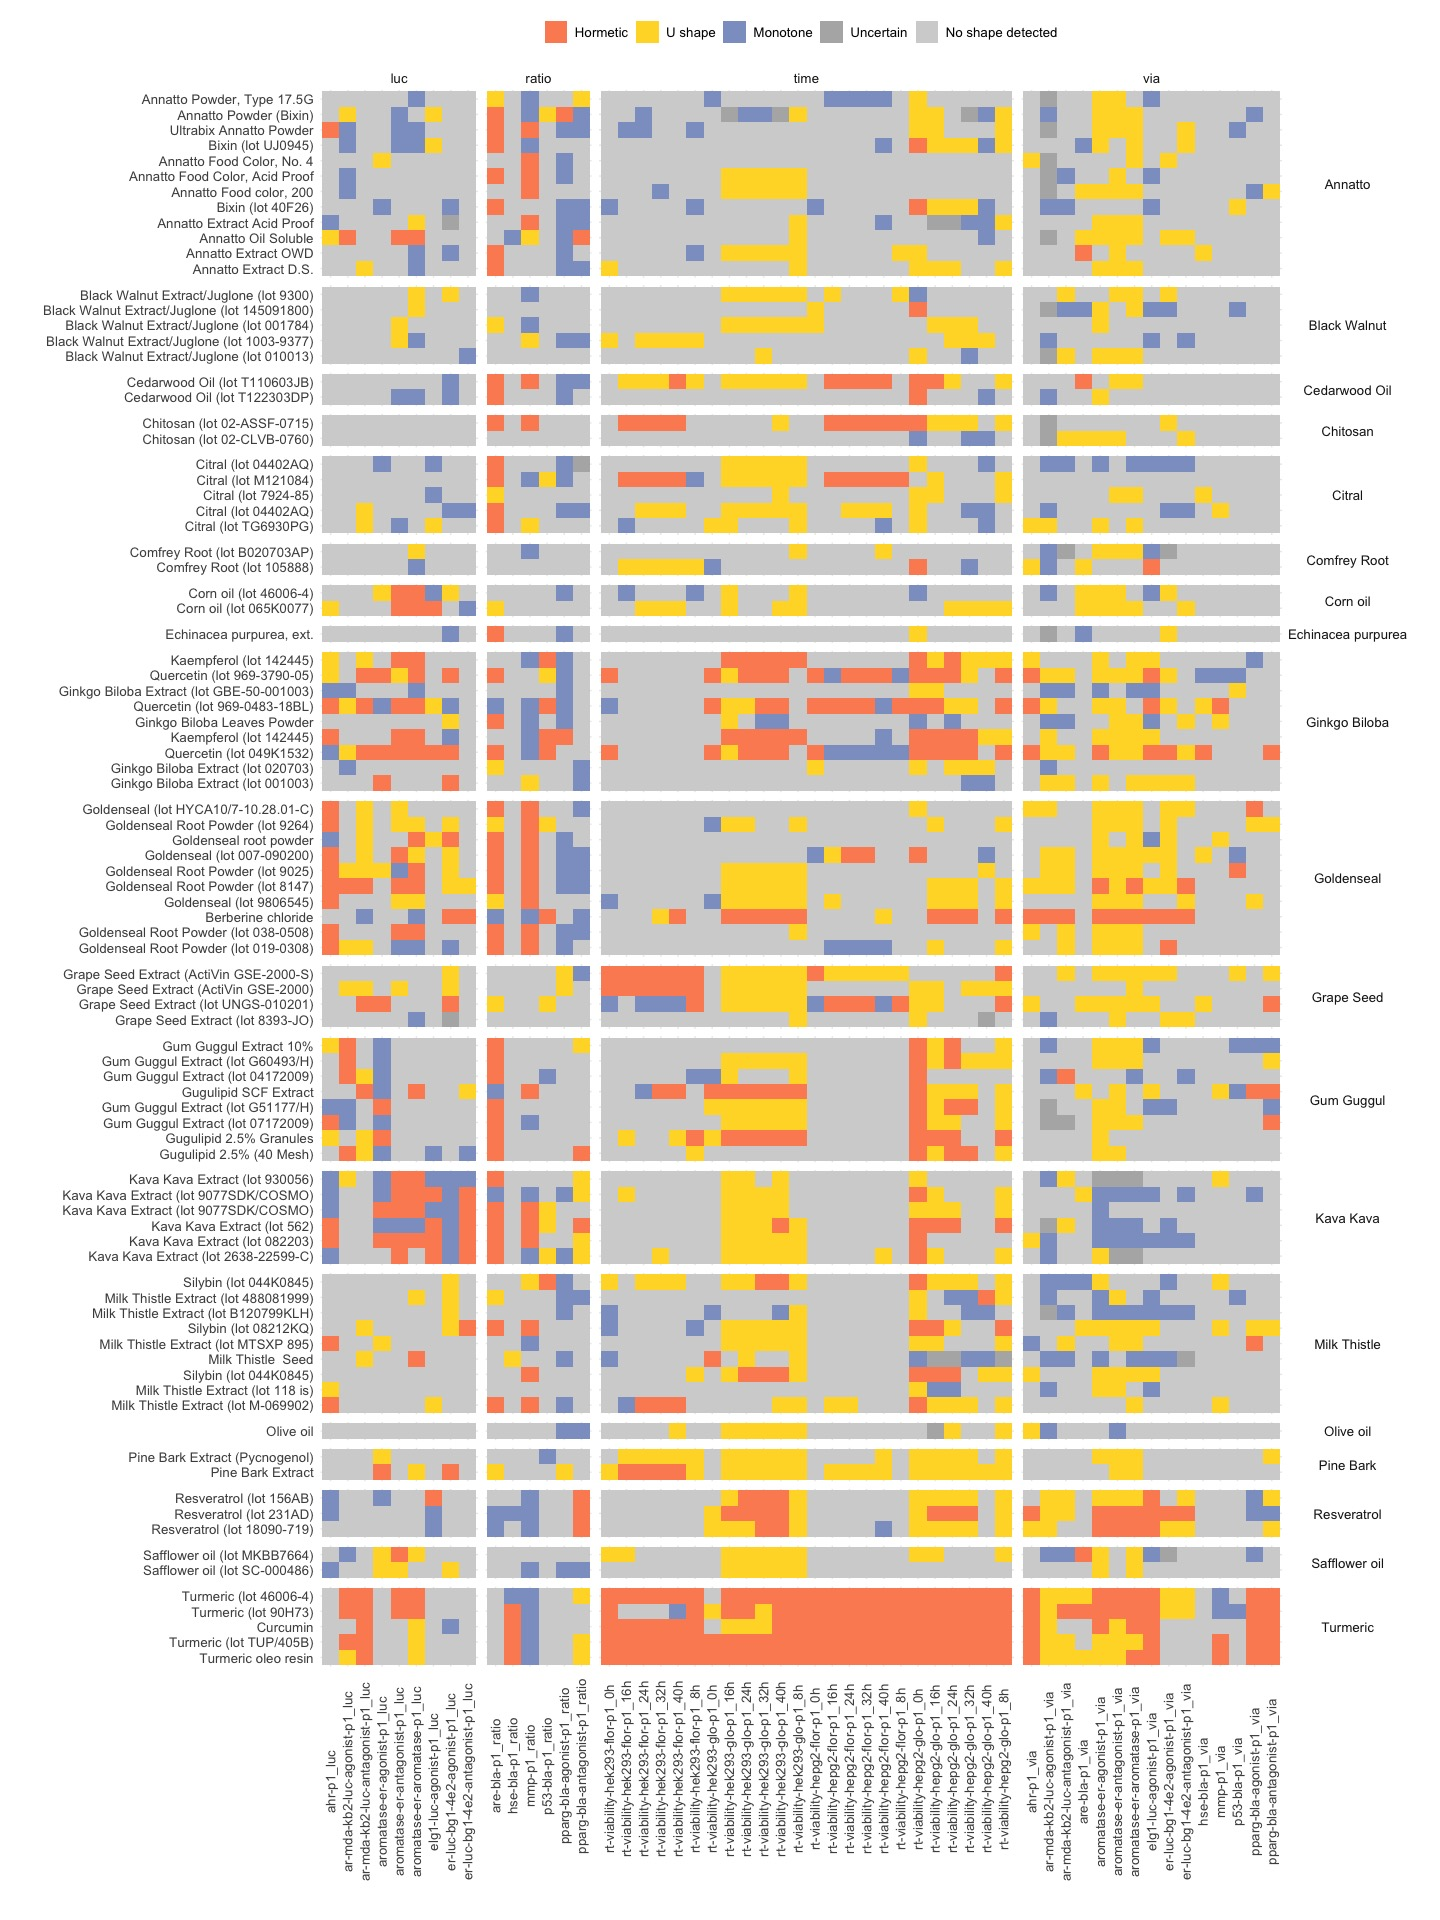 Hormetic U shape Monotone Uncertain No shape detected
luc ratio time via
Annatto Powder, Type 17.5G
Annatto Powder (Bixin)
Ultrabix Annatto Powder
Bixin (lot UJ0945)
Annatto Food Color, No. 4
Annatto Food Color, Acid Proof
Annatto Food color, 200
Bixin (lot 40F26)
Annatto Extract Acid Proof
Annatto Oil Soluble
Annatto Extract OWD
Annatto Extract D.S.
Annatto
Black Walnut Extract/Juglone (lot 9300)
Black Walnut Extract/Juglone (lot 145091800)
Black Walnut Extract/Juglone (lot 001784)
Black Walnut Extract/Juglone (lot 1003-9377)
Black Walnut Extract/Juglone (lot 010013)
Black Walnut
Cedarwood Oil (lot T110603JB)
Cedarwood Oil (lot T122303DP)
Cedarwood Oil
Chitosan (lot 02-ASSF-0715)
Chitosan (lot 02-CLVB-0760)
Chitosan
Citral (lot 04402AQ)
Citral (lot M121084)
Citral (lot 7924-85)
Citral (lot 04402AQ)
Citral (lot TG6930PG)
Citral
Comfrey Root (lot B020703AP)
Comfrey Root (lot 105888)
Comfrey Root
Corn oil (lot 46006-4)
Corn oil (lot 065K0077)
Corn oil
Echinacea purpurea, ext.
Echinacea purpurea
Kaempferol (lot 142445)
Quercetin (lot 969-3790-05)
Ginkgo Biloba Extract (lot GBE-50-001003)
Quercetin (lot 969-0483-18BL)
Ginkgo Biloba Leaves Powder
Kaempferol (lot 142445)
Quercetin (lot 049K1532)
Ginkgo Biloba Extract (lot 020703)
Ginkgo Biloba Extract (lot 001003)
Ginkgo Biloba
Goldenseal (lot HYCA10/7-10.28.01-C)
Goldenseal Root Powder (lot 9264)
Goldenseal root powder
Goldenseal (lot 007-090200)
Goldenseal Root Powder (lot 9025)
Goldenseal Root Powder (lot 8147)
Goldenseal (lot 9806545)
Berberine chloride
Goldenseal Root Powder (lot 038-0508)
Goldenseal Root Powder (lot 019-0308)
Goldenseal
Grape Seed Extract (ActiVin GSE-2000-S)
Grape Seed Extract (ActiVin GSE-2000)
Grape Seed Extract (lot UNGS-010201)
Grape Seed Extract (lot 8393-JO)
Grape Seed
Gum Guggul Extract 10%
Gum Guggul Extract (lot G60493/H)
Gum Guggul Extract (lot 04172009)
Gugulipid SCF Extract
Gum Guggul Extract (lot G51177/H)
Gum Guggul Extract (lot 07172009)
Gugulipid 2.5% Granules
Gugulipid 2.5% (40 Mesh)
Gum Guggul
Kava Kava Extract (lot 930056)
Kava Kava Extract (lot 9077SDK/COSMO)
Kava Kava Extract (lot 9077SDK/COSMO)
Kava Kava Extract (lot 562)
Kava Kava Extract (lot 082203)
Kava Kava Extract (lot 2638-22599-C)
Kava Kava
Silybin (lot 044K0845)
Milk Thistle Extract (lot 488081999)
Milk Thistle Extract (lot B120799KLH)
Silybin (lot 08212KQ)
Milk Thistle Extract (lot MTSXP 895)
Milk Thistle  Seed
Silybin (lot 044K0845)
Milk Thistle Extract (lot 118 is)
Milk Thistle Extract (lot M-069902)
Milk Thistle
Olive oil
Olive oil
Pine Bark Extract (Pycnogenol)
Pine Bark Extract
Pine Bark
Resveratrol (lot 156AB)
Resveratrol (lot 231AD)
Resveratrol (lot 18090-719)
Resveratrol
Safflower oil (lot MKBB7664)
Safflower oil (lot SC-000486)
Safflower oil
Turmeric (lot 46006-4)
Turmeric (lot 90H73)
Curcumin
Turmeric (lot TUP/405B)
Turmeric oleo resin
Turmeric
ahr-p1_luc
ar-mda-kb2-luc-agonist-p1_luc
ar-mda-kb2-luc-antagonist-p1_luc
aromatase-er-agonist-p1_luc
aromatase-er-antagonist-p1_luc
aromatase-er-aromatase-p1_luc
elg1-luc-agonist-p1_luc
er-luc-bg1-4e2-agonist-p1_luc
er-luc-bg1-4e2-antagonist-p1_luc
are-bla-p1_ratio
hse-bla-p1_ratio
mmp-p1_ratio
p53-bla-p1_ratio
pparg-bla-agonist-p1_ratio
pparg-bla-antagonist-p1_ratio
rt-viability-hek293-flor-p1_0h
rt-viability-hek293-flor-p1_16h
rt-viability-hek293-flor-p1_24h
rt-viability-hek293-flor-p1_32h
rt-viability-hek293-flor-p1_40h
rt-viability-hek293-flor-p1_8h
rt-viability-hek293-glo-p1_0h
rt-viability-hek293-glo-p1_16h
rt-viability-hek293-glo-p1_24h
rt-viability-hek293-glo-p1_32h
rt-viability-hek293-glo-p1_40h
rt-viability-hek293-glo-p1_8h
rt-viability-hepg2-flor-p1_0h
rt-viability-hepg2-flor-p1_16h
rt-viability-hepg2-flor-p1_24h
rt-viability-hepg2-flor-p1_32h
rt-viability-hepg2-flor-p1_40h
rt-viability-hepg2-flor-p1_8h
rt-viability-hepg2-glo-p1_0h
rt-viability-hepg2-glo-p1_16h
rt-viability-hepg2-glo-p1_24h
rt-viability-hepg2-glo-p1_32h
rt-viability-hepg2-glo-p1_40h
rt-viability-hepg2-glo-p1_8h
ahr-p1_via
ar-mda-kb2-luc-agonist-p1_via
ar-mda-kb2-luc-antagonist-p1_via
are-bla-p1_via
aromatase-er-agonist-p1_via
aromatase-er-antagonist-p1_via
aromatase-er-aromatase-p1_via
elg1-luc-agonist-p1_via
er-luc-bg1-4e2-agonist-p1_via
er-luc-bg1-4e2-antagonist-p1_via
hse-bla-p1_via
mmp-p1_via
p53-bla-p1_via
pparg-bla-agonist-p1_via
pparg-bla-antagonist-p1_via